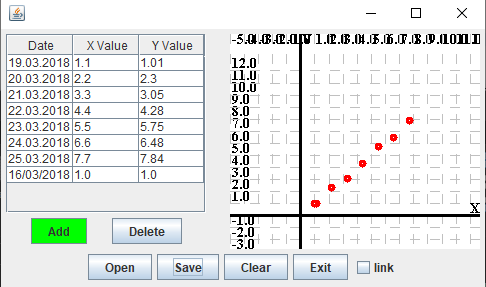 Date X Value Y Value
19.03.2018 1.1 1.01
20.03.2018 2.2 2.3
21.03.2018 3.3 3.05
22.03.2018 4.4 4.28
23.03.2018 5.5 5.75
24.03.2018 6.6 6.48
25.03.2018 7.7 7.84
16/03/2018 1.0 1.0
-5.0 -4.0 -3.0 -2.0 1.0 2.0 3.0 4.0 5.0 6.0 7.0 8.0 9.0 10.0
12.0
11.0
10.0
9.0
8.0
7.0
6.0
5.0
4.0
3.0
2.0
1.0
X
-1.0
-2.0
-3.0
Add Delete
Open Save Clear Exit link